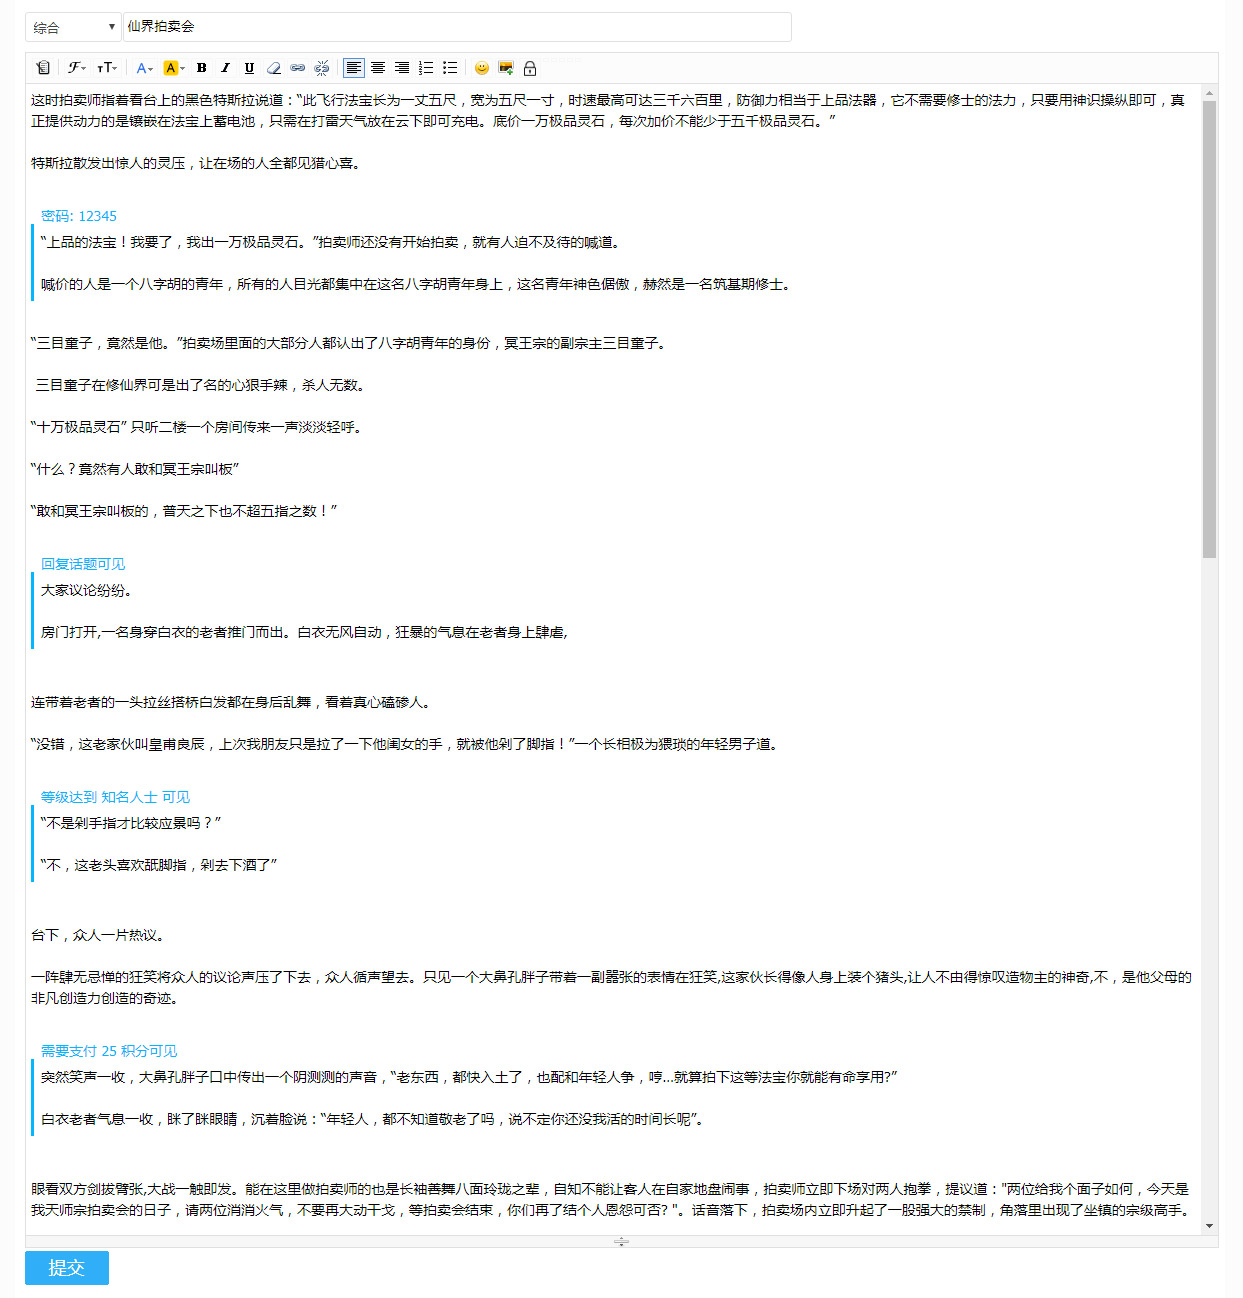 综合
仙界拍卖会
这时拍卖师指着看台上的黑色特斯拉说道：“此飞行法宝长为一丈五尺，宽为五尺一寸，时速最高可达三千六百里，防御力相当于上品法器，它不需要修士的法力，只要用神识操纵即可，真
正提供动力的是镶嵌在法宝上蓄电池，只需在打雷天气放在云下即可充电。底价一万极品灵石，每次加价不能少于五千极品灵石。”
特斯拉散发出惊人的灵压，让在场的人全都见猎心喜。
密码: 12345
“上品的法宝！我要了，我出一万极品灵石。”拍卖师还没有开始拍卖，就有人迫不及待的喊道。
喊价的人是一个八字胡的青年，所有的人目光都集中在这名八字胡青年身上，这名青年神色倨傲，赫然是一名筑基期修士。
“三目童子，竟然是他。”拍卖场里面的大部分人都认出了八字胡青年的身份，冥王宗的副宗主三目童子。
三目童子在修仙界可是出了名的心狠手辣，杀人无数。
“十万极品灵石” 只听二楼一个房间传来一声淡淡轻呼。
“什么？竟然有人敢和冥王宗叫板”
“敢和冥王宗叫板的，普天之下也不超五指之数！”
回复话题可见
大家议论纷纷。
房门打开,一名身穿白衣的老者推门而出。白衣无风自动，狂暴的气息在老者身上肆虐,
连带着老者的一头拉丝搭桥白发都在身后乱舞，看着真心磕碜人。
“没错，这老家伙叫皇甫良辰，上次我朋友只是拉了一下他闺女的手，就被他剁了脚指！”一个长相极为猥琐的年轻男子道。
等级达到 知名人士 可见
“不是剁手指才比较应景吗？”
“不，这老头喜欢舐脚指，剁去下酒了”
台下，众人一片热议。
一阵肆无忌惮的狂笑将众人的议论声压了下去，众人循声望去。只见一个大鼻孔胖子带着一副嚣张的表情在狂笑,这家伙长得像人身上装个猪头,让人不由得惊叹造物主的神奇,不，是他父母的
非凡创造力创造的奇迹。
需要支付 25 积分可见
突然笑声一收，大鼻孔胖子口中传出一个阴测测的声音，“老东西，都快入土了，也配和年轻人争，哼...就算拍下这等法宝你就能有命享用?”
白衣老者气息一收，眯了眯眼睛，沉着脸说：“年轻人，都不知道敬老了吗，说不定你还没我活的时间长呢”。
眼看双方剑拔臂张,大战一触即发。能在这里做拍卖师的也是长袖善舞八面玲珑之辈，自知不能让客人在自家地盘闹事，拍卖师立即下场对两人抱拳，提议道："两位给我个面子如何，今天是
我天师宗拍卖会的日子，请两位消消火气，不要再大动干戈，等拍卖会结束，你们再了结个人恩怨可否? "。话音落下，拍卖场内立即升起了一股强大的禁制，角落里出现了坐镇的宗级高手。
提交